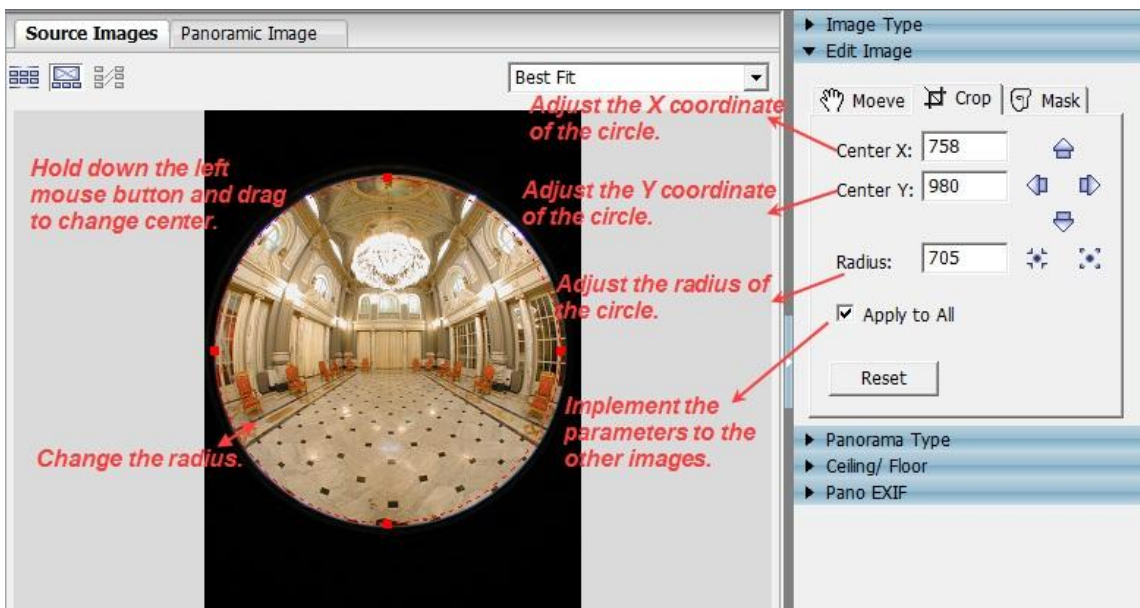 Source Images
Panoramic Image
Best Fit
Hold down the left
mouse button and drag
to change center.
Adjust the X coordinate
of the circle.
Adjust the Y coordinate
of the circle.
Adjust the radius of
the circle.
Change the radius.
Implement the
parameters to the
other images.
Image Type
Edit Image
Moeve
Crop
Mask
Center X: 758
Center Y: 980
Radius: 705
Apply to All
Reset
Panorama Type
Ceiling/ Floor
Pano EXIF